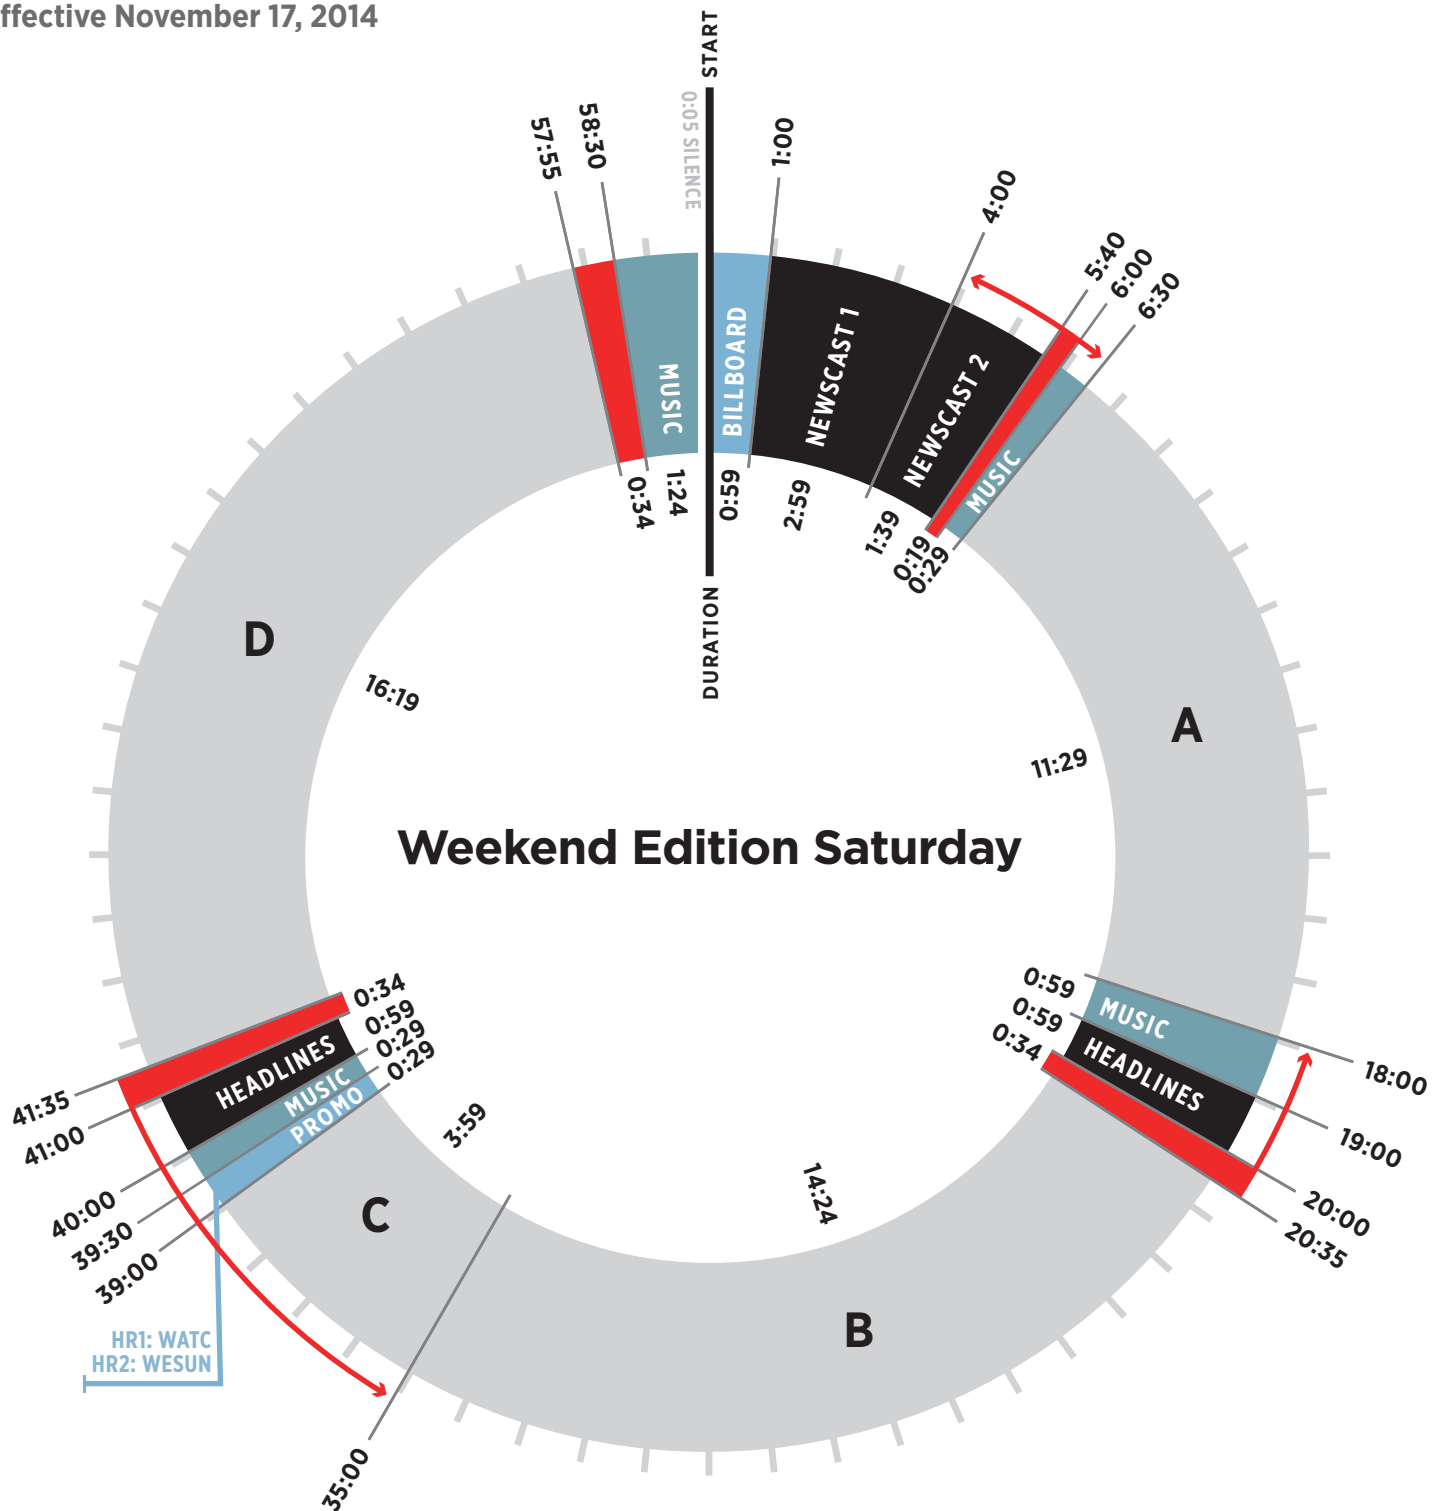 ffective November 17, 2014
START
0:05 SILENCE
DURATION
BILLBOARD
0:59
1:00
NEWSCAST 1
2:59
4:00
NEWSCAST 2
1:39
5:40
0:19
6:00
MUSIC
0:29
6:30
A
11:29
18:00
MUSIC
0:59
19:00
HEADLINES
0:59
20:00
0:34
20:35
B
14:24
35:00
C
3:59
39:00
PROMO
0:29
HR1: WATC
HR2: WESUN
39:30
MUSIC
0:29
40:00
HEADLINES
0:59
41:00
0:34
41:35
D
16:19
57:55
0:34
58:30
MUSIC
1:24
Weekend Edition Saturday